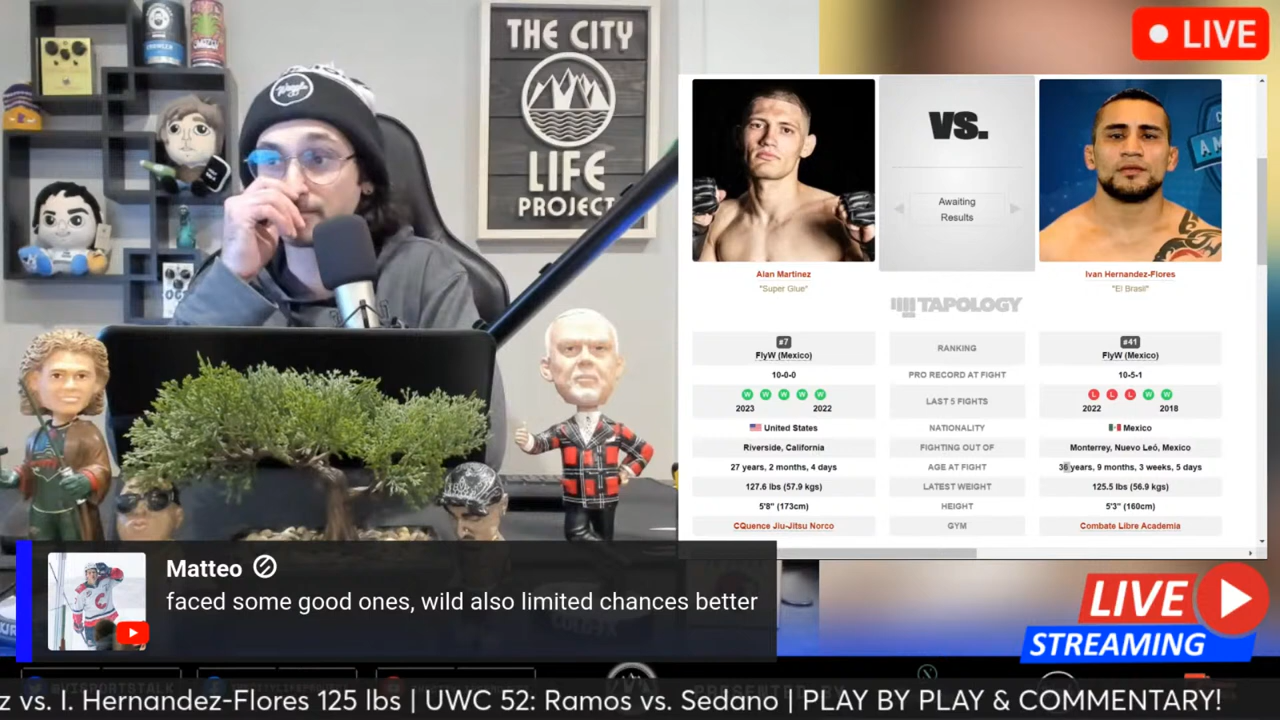 THE CITY
LIFE
PROJECT
LIVE
VS.
Awaiting
Results
Alan Martinez
"Super Glue"
Ivan Hernandez-Flores
"El Brasil"
TAPOLOGY
#7
FlyW (Mexico)
RANKING
#41
FlyW (Mexico)
10-0-0
PRO RECORD AT FIGHT
10-5-1
W W W W W
2023 2022
LAST 5 FIGHTS
L L L W W
2022 2018
United States
NATIONALITY
Mexico
Riverside, California
FIGHTING OUT OF
Monterrey, Nuevo Leó, Mexico
27 years, 2 months, 4 days
AGE AT FIGHT
36 years, 9 months, 3 weeks, 5 days
127.6 lbs (57.9 kgs)
LATEST WEIGHT
125.5 lbs (56.9 kgs)
5'8" (173cm)
HEIGHT
5'3" (160cm)
CQuence Jiu-Jitsu Norco
GYM
Combate Libre Academia
Matteo
faced some good ones, wild also limited chances better
LIVE
STREAMING
z vs. I. Hernandez-Flores 125 lbs | UWC 52: Ramos vs. Sedano | PLAY BY PLAY & COMMENTARY!